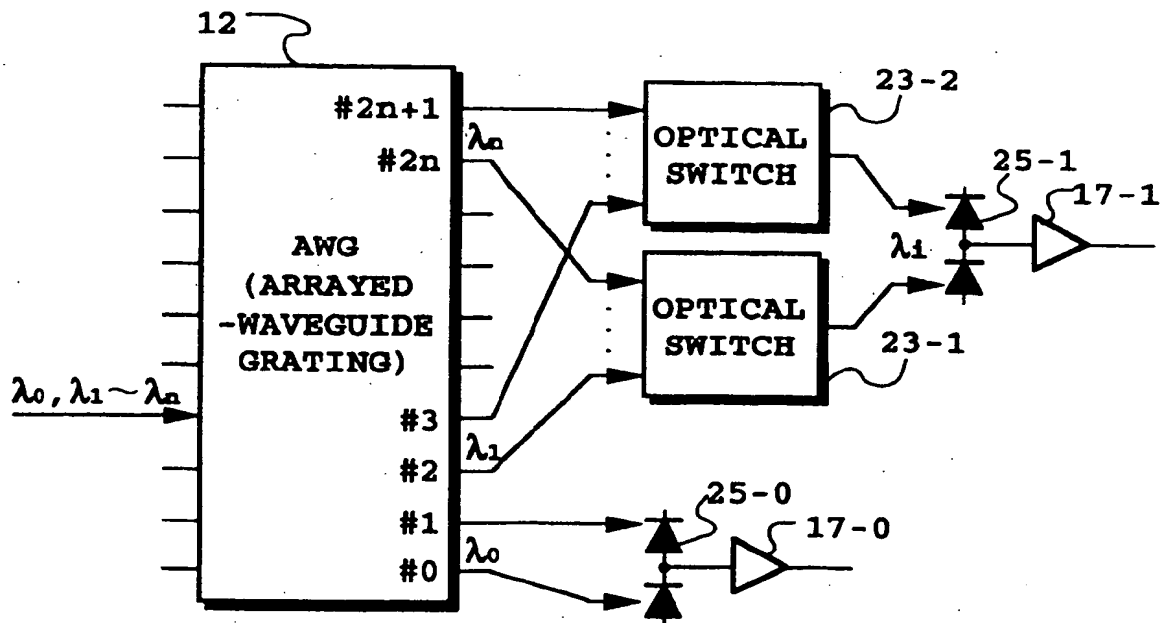 12
#2n+1
λn
#2n
AWG
(ARRAYED
-WAVEGUIDE
GRATING)
λ0, λ1~λn
#3
λ1
#2
#1
λ0
#0
OPTICAL
SWITCH
23-2
25-1
17-1
λi
OPTICAL
SWITCH
23-1
25-0
17-0